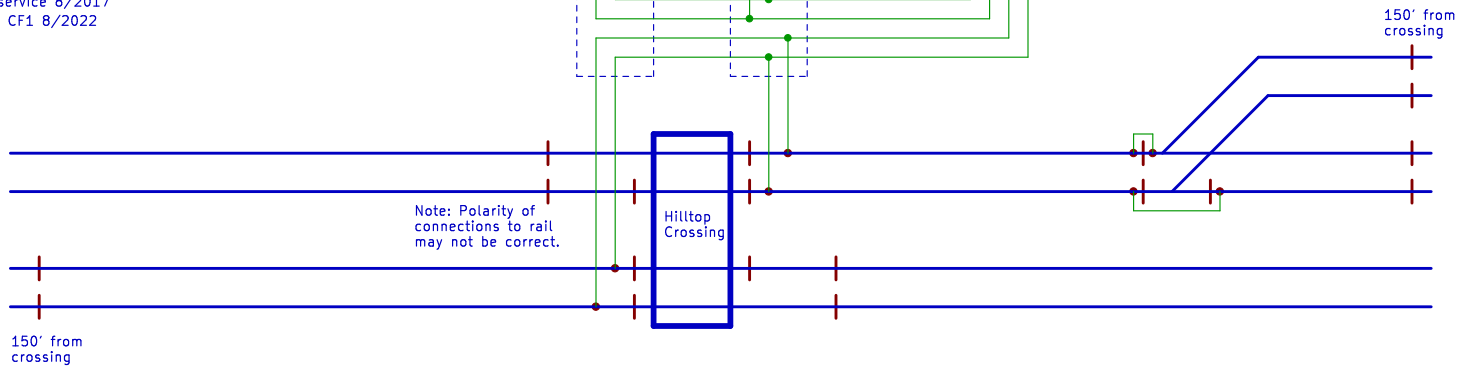 service 8/2017
CF1 8/2022
150' from
crossing
Note: Polarity of
connections to rail
may not be correct.
Hilltop
Crossing
150' from
crossing